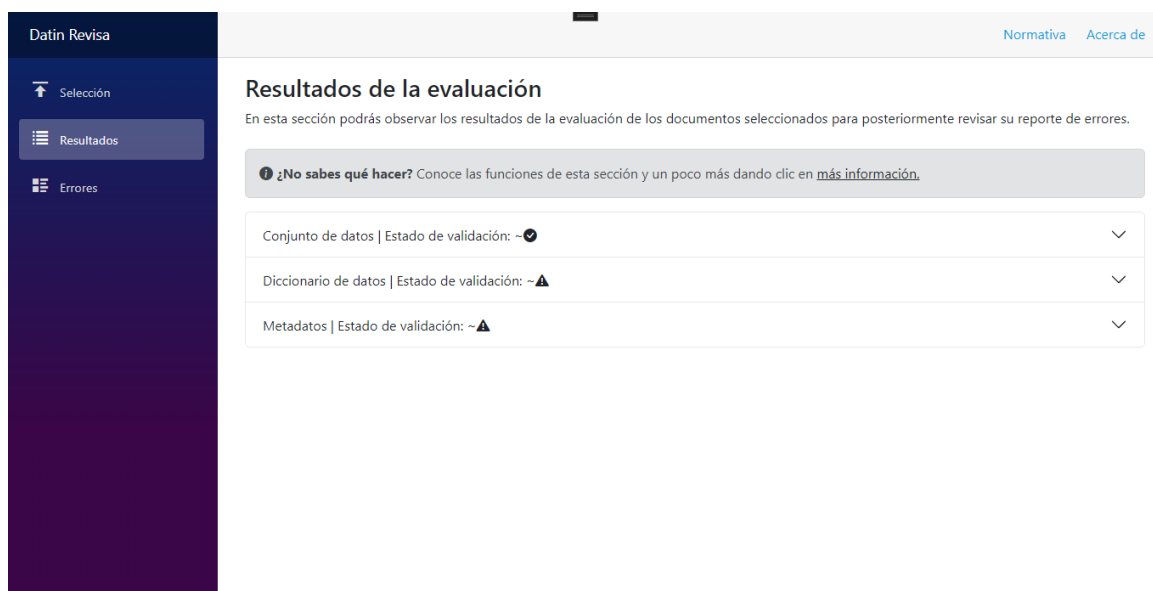 Datin Revisa
Normativa Acerca de
Selección
Resultados
Errores
Resultados de la evaluación
En esta sección podrás observar los resultados de la evaluación de los documentos seleccionados para posteriormente revisar su reporte de errores.
¿No sabes qué hacer? Conoce las funciones de esta sección y un poco más dando clic en más información.
Conjunto de datos | Estado de validación: ~
Diccionario de datos | Estado de validación: ~
Metadatos | Estado de validación: ~